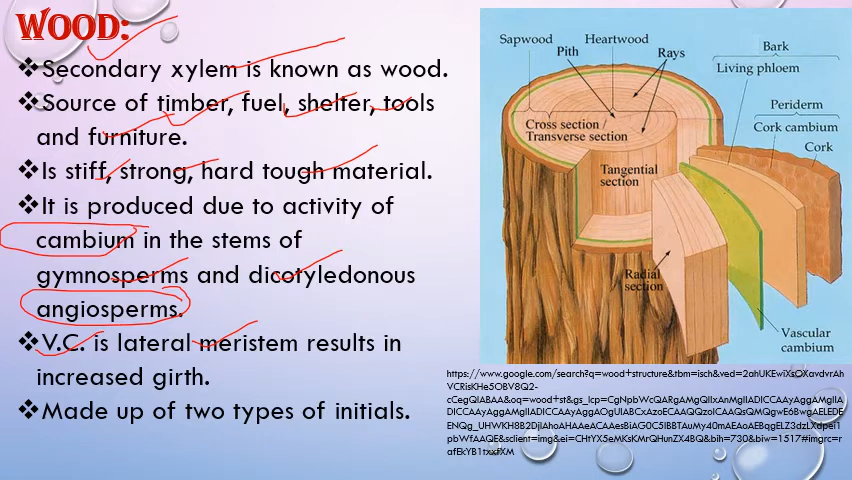 WOOD:
❖Secondary xylem is known as wood.
❖Source of timber, fuel, shelter, tools
and furniture.
❖Is stiff, strong, hard tough material.
❖It is produced due to activity of
cambium in the stems of
gymnosperms and dicotyledonous
angiosperms.
❖V.C. is lateral meristem results in
increased girth.
❖Made up of two types of initials.
Sapwood
Pith
Heartwood
Rays
Bark
Living phloem
Periderm
Cork cambium
Cork
Cross section /
Transverse section
Tangential
section
Radial
section
Vascular
cambium
https://www.google.com/search?q=wood+structure&tbm=isch&ved=2ahUKEwiXsOXavdvrAh
VCRisKHe5OBV8Q2-